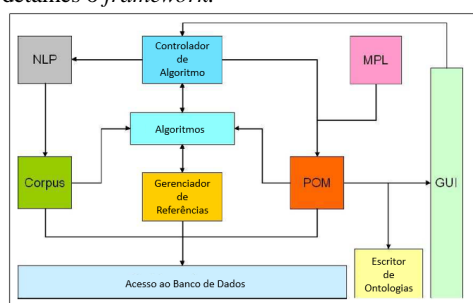 detalhes o framework.
NLP
Controlador
de
Algoritmo
MPL
Algoritmos
Corpus
Gerenciador
de
Referências
POM
GUI
Acesso ao Banco de Dados
Escritor
de
Ontologias